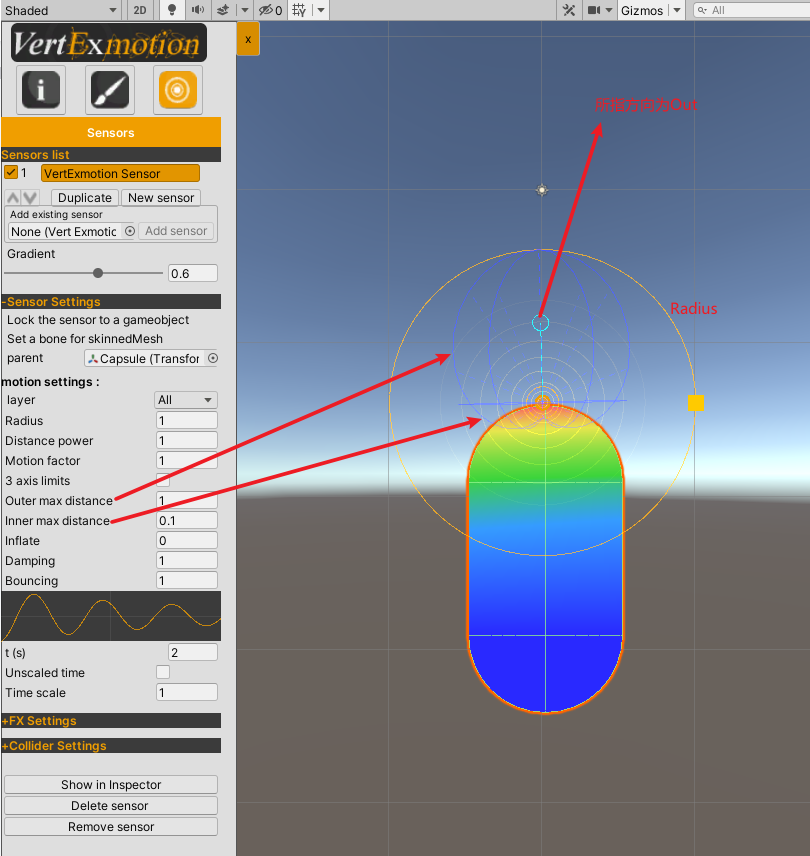 Shaded
2D
0
Gizmos
All
VertExmotion
x
所指方向为Out
Sensors
Sensors list
1
VertExmotion Sensor
Duplicate
New sensor
Add existing sensor
None (Vert Exmotic
Add sensor
Gradient
0.6
-Sensor Settings
Radius
Lock the sensor to a gameobject
Set a bone for skinnedMesh
parent
Capsule (Transfor
motion settings :
layer
All
Radius
1
Distance power
1
Motion factor
1
3 axis limits
Outer max distance
1
Inner max distance
0.1
Inflate
0
Damping
1
Bouncing
1
t (s)
2
Unscaled time
Time scale
1
+FX Settings
+Collider Settings
Show in Inspector
Delete sensor
Remove sensor